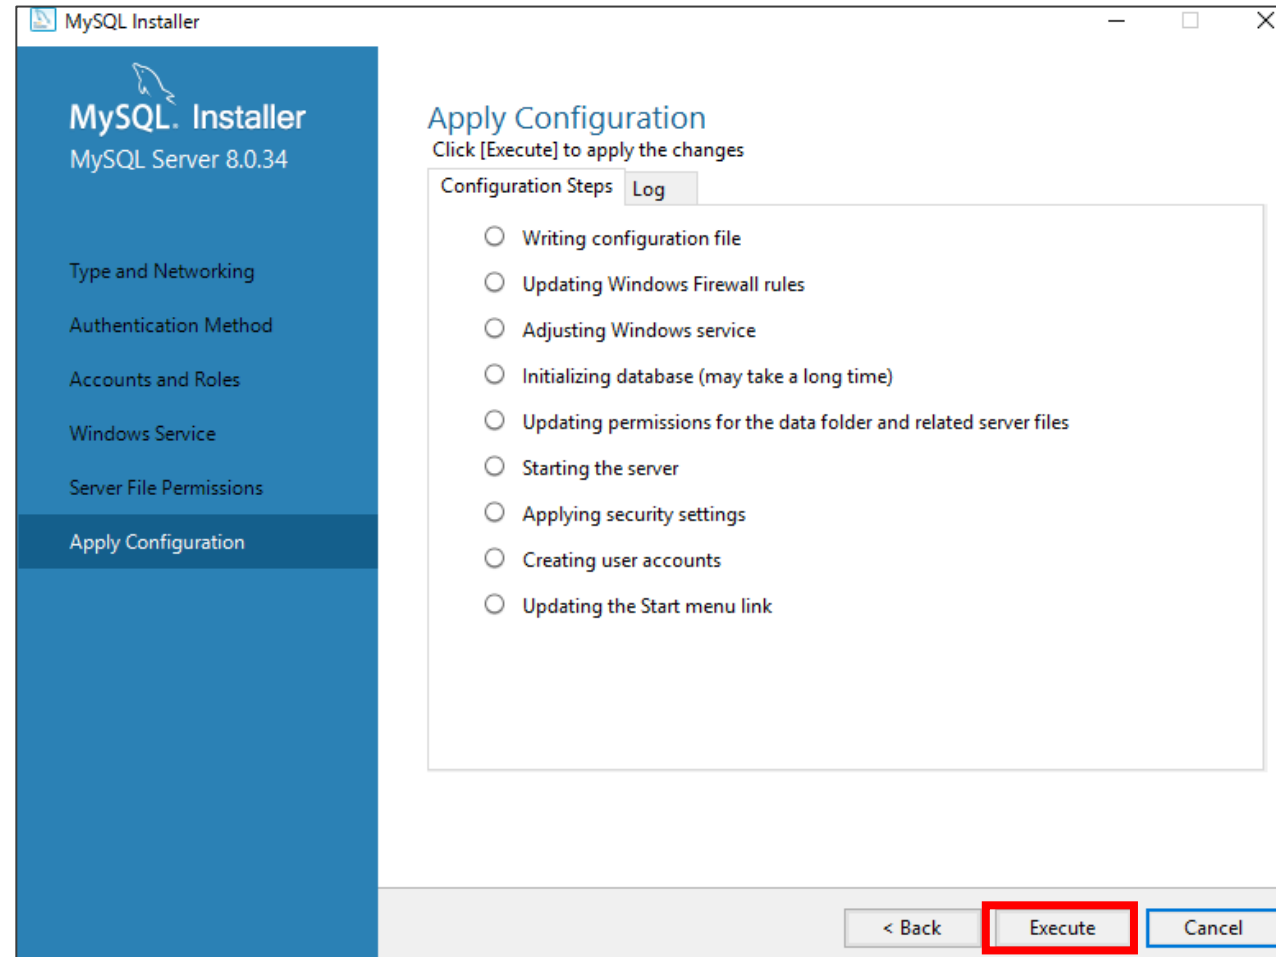 MySQL Installer
MySQL. Installer
MySQL Server 8.0.34
Type and Networking
Authentication Method
Accounts and Roles
Windows Service
Server File Permissions
Apply Configuration
Apply Configuration
Click [Execute] to apply the changes
Configuration Steps Log
Writing configuration file
Updating Windows Firewall rules
Adjusting Windows service
Initializing database (may take a long time)
Updating permissions for the data folder and related server files
Starting the server
Applying security settings
Creating user accounts
Updating the Start menu link
< Back Execute Cancel